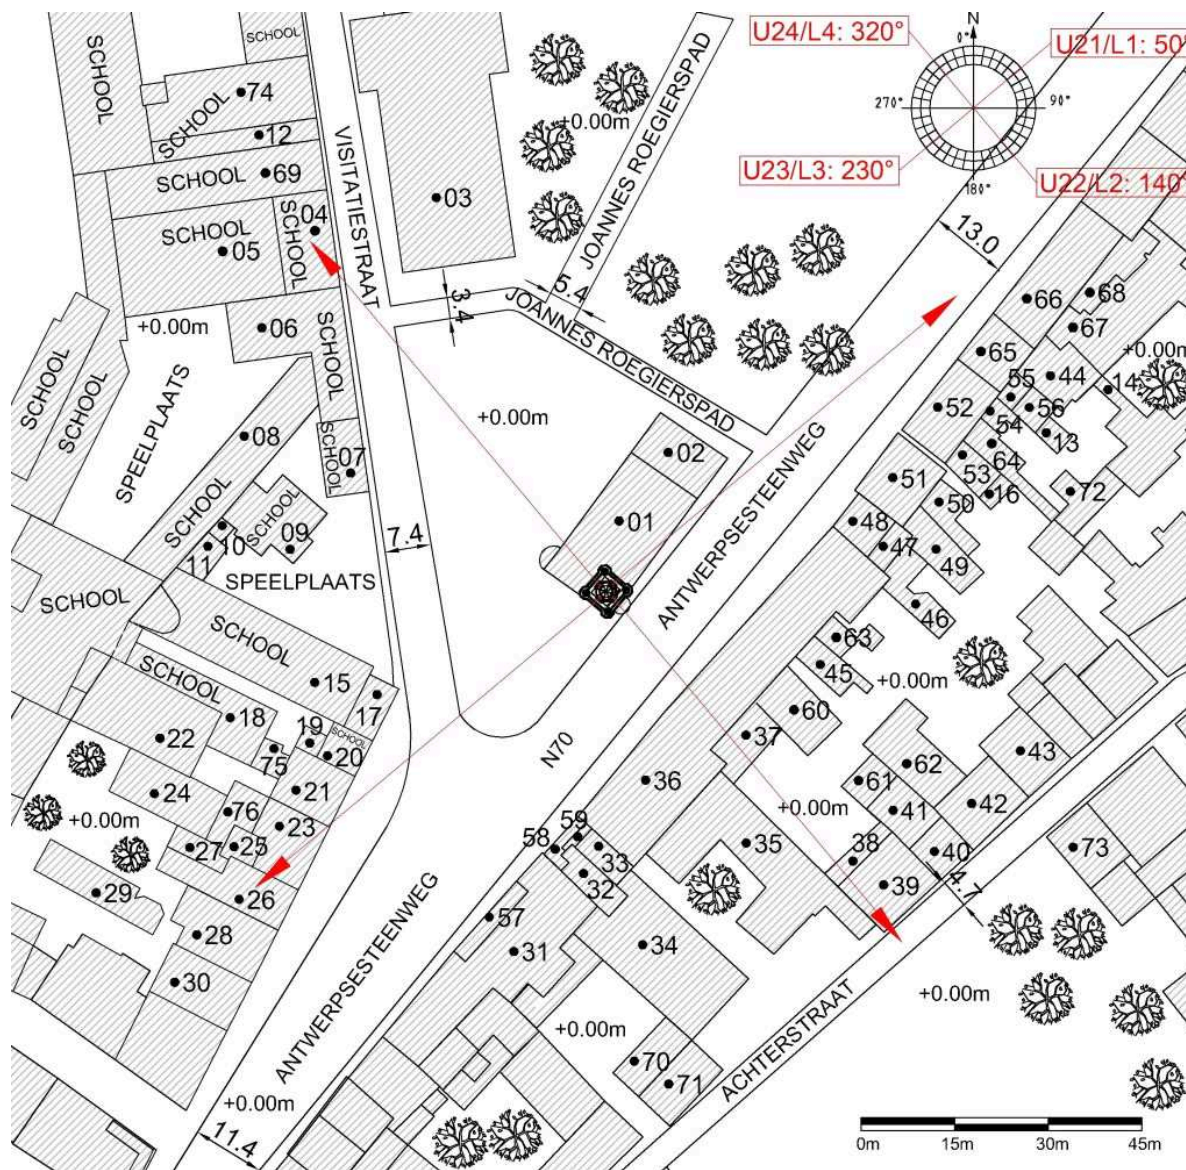 SCHOOL
SCHOOL
74
SCHOOL
12
SCHOOL
69
SCHOOL
05
SCHOOL
04
VISITATIESTRAAT
03
+0.00m
JOANNES ROEGIERSPAD
U24/L4: 320°
N
0°
U21/L1: 50°
270°
90°
U23/L3: 230°
180°
U22/L2: 140°
13.0
5.4
3.4
JOANNES ROEGIERSPAD
+0.00m
06
SCHOOL
SCHOOL
SCHOOL
SPEELPLAATS
08
SCHOOL
07
SCHOOL
SCHOOL
10
11
09
SPEELPLAATS
7.4
+0.00m
02
01
ANTWERPSESTEENWEG
66
68
67
65
+0.00m
44
14
55
52
56
54
13
53
64
51
16
72
50
48
47
49
46
63
45
+0.00m
60
37
SCHOOL
SCHOOL
15
17
SCHOOL
18
19
SCHOOL
20
22
75
21
24
76
23
+0.00m
27
25
29
26
28
30
N70
36
43
62
61
+0.00m
41
42
59
58
33
35
38
40
73
32
39
4.7
57
31
34
ANTWERPSESTEENWEG
+0.00m
+0.00m
70
71
ACHTERSTRAAT
+0.00m
11.4
0m
15m
30m
45m